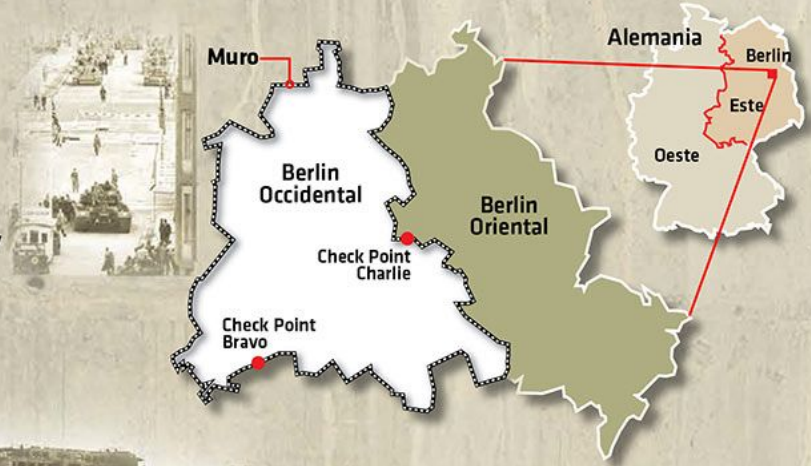 Muro
Berlin
Occidental
Check Point
Charlie
Check Point
Bravo
Berlin
Oriental
Alemania
Berlin
Este
Oeste